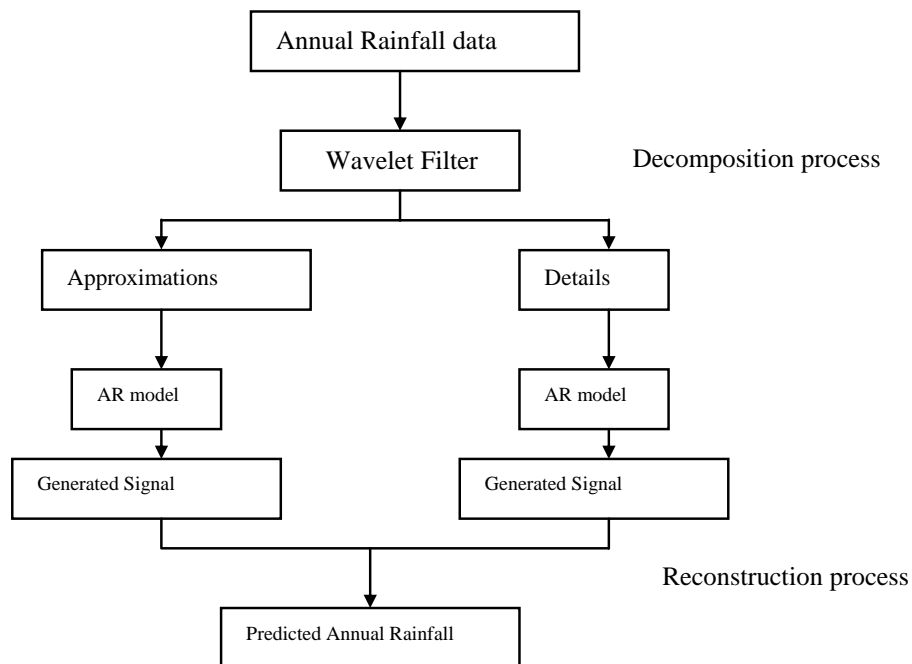 Annual Rainfall data
Wavelet Filter
Decomposition process
Approximations
Details
AR model
AR model
Generated Signal
Generated Signal
Reconstruction process
Predicted Annual Rainfall